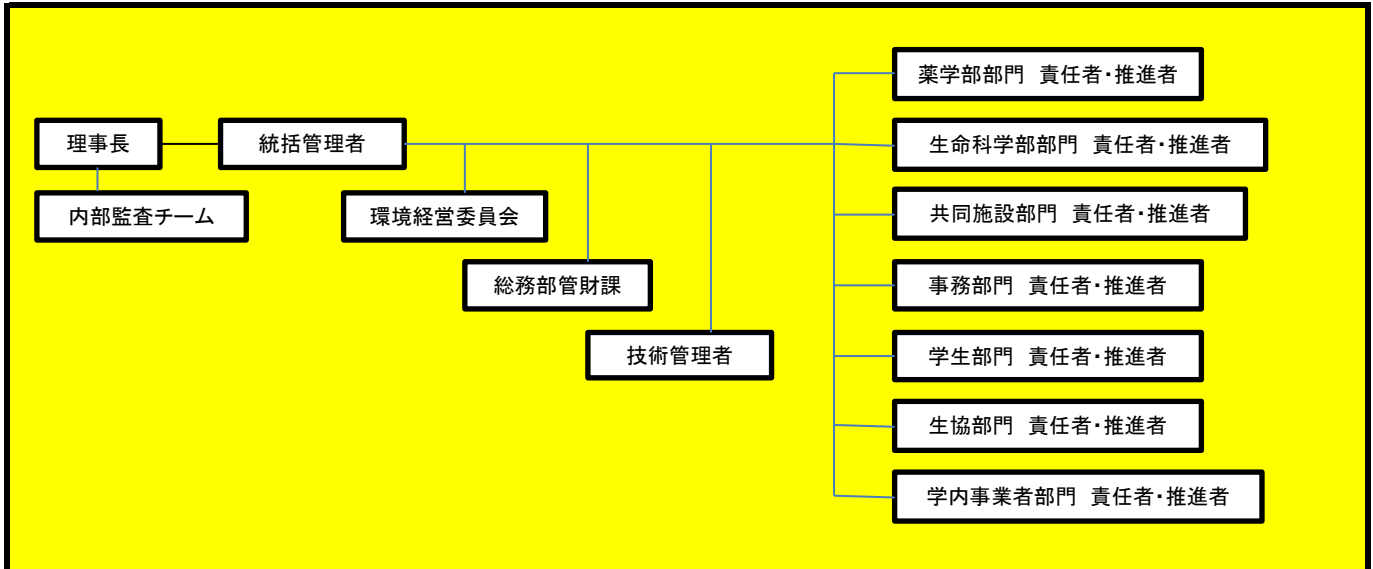 理事長
統括管理者
内部監査チーム
環境経営委員会
総務部管財課
技術管理者
薬学部部門 責任者・推進者
生命科学部部門 責任者・推進者
共同施設部門 責任者・推進者
事務部門 責任者・推進者
学生部門 責任者・推進者
生協部門 責任者・推進者
学内事業者部門 責任者・推進者